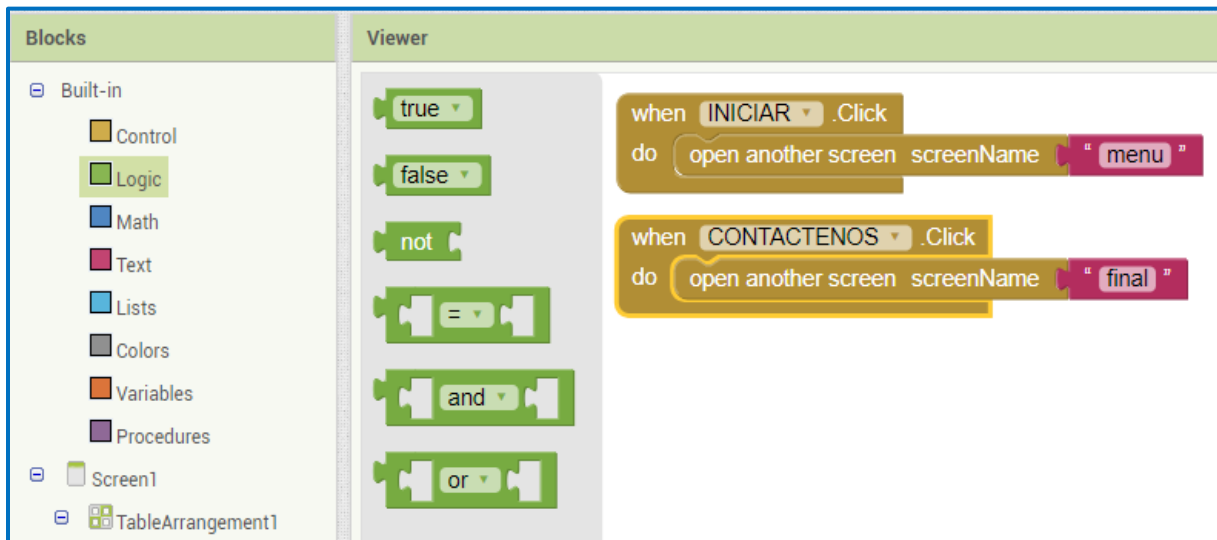 Blocks
Built-in
Control
Logic
Math
Text
Lists
Colors
Variables
Procedures
Screen1
TableArrangement1
Viewer
true
false
not
=
and
or
when INICIAR .Click
do open another screen screenName " menu "
when CONTACTENOS .Click
do open another screen screenName " final "